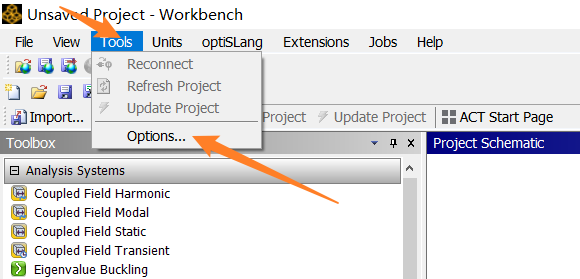 Unsaved Project - Workbench
File View Tools Units optiSLang Extensions Jobs Help
Reconnect
Refresh Project
Update Project
Import... Project Update Project ACT Start Page
Options...
Toolbox Project Schematic
Analysis Systems
Coupled Field Harmonic
Coupled Field Modal
Coupled Field Static
Coupled Field Transient
Eigenvalue Buckling